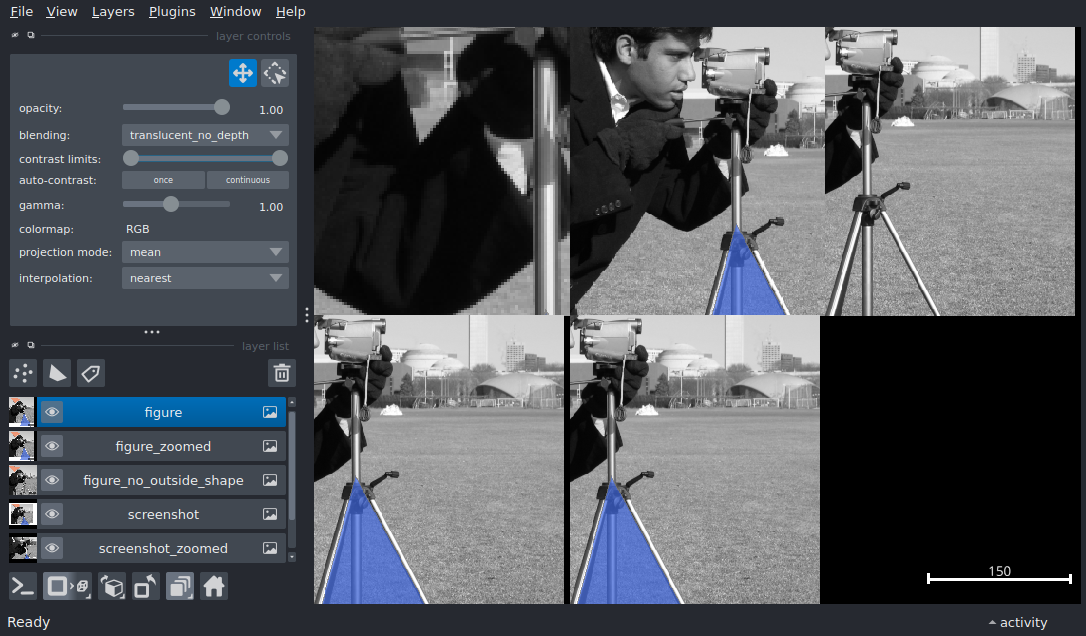 File View Layers Plugins Window Help
layer controls
opacity: 1.00
blending: translucent_no_depth
contrast limits:
auto-contrast: once continuous
gamma: 1.00
colormap: RGB
projection mode: mean
interpolation: nearest
layer list
figure
figure_zoomed
figure_no_outside_shape
screenshot
screenshot_zoomed
150
Ready
activity